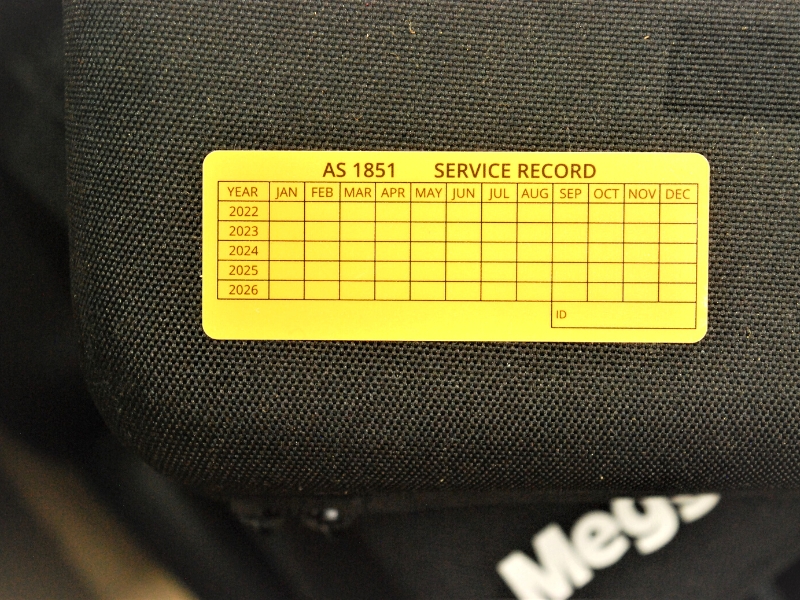 AS 1851 SERVICE RECORD
YEAR JAN FEB MAR APR MAY JUN JUL AUG SEP OCT NOV DEC
2022
2023
2024
2025
2026
ID